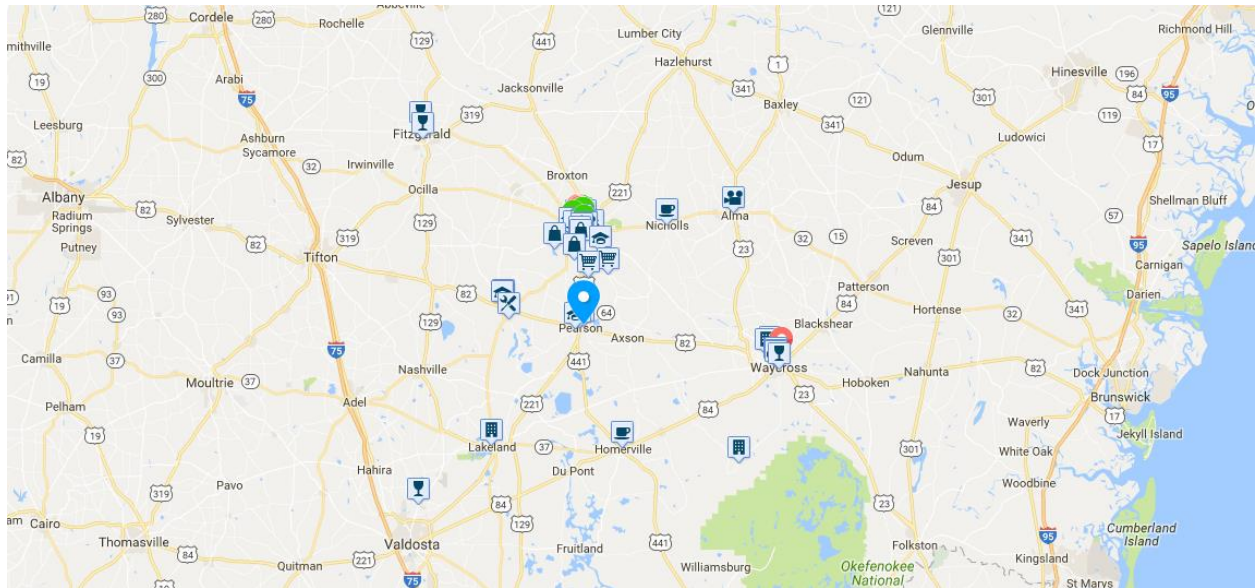 280
Cordele
280
Rochelle
Abbeville
Lumber City
121
Glennville
Richmond Hill
Smithville
129
441
Hazlehurst
1
Hinesville
196
95
84
19
300
Arabi
75
319
Jacksonville
341
Baxley
121
301
119
Leesburg
Fitzgerald
341
Ludowici
17
82
Ashburn
Sycamore
32
Irwinville
Broxton
Odum
Albany
Ocilla
221
Jesup
Radium
Springs
82
Sylvester
129
Nicholls
Alma
84
57
Shellman Bluff
Putney
319
23
32
15
Screven
341
95
Sapelo Island
Tifton
82
301
Carnigan
93
19
93
82
Patterson
Darien
91
129
64
84
Hortense
341
Pearson
Blackshear
Camilla
37
75
Axson
82
441
Waycross
Nahunta
82
Dock Junction
Moultrie
37
Nashville
Hoboken
Brunswick
Adel
221
84
23
17
Pelham
Waverly
Jekyll Island
19
Lakeland
37
Homerville
301
White Oak
Hahira
Du Pont
Woodbine
319
Pavo
84
23
Cumberland
Island
Cairo
129
95
Thomasville
84
Valdosta
Fruitland
Folkston
Kingsland
Quitman
221
75
441
Williamsburg
Okefenokee
National
St Marys
19